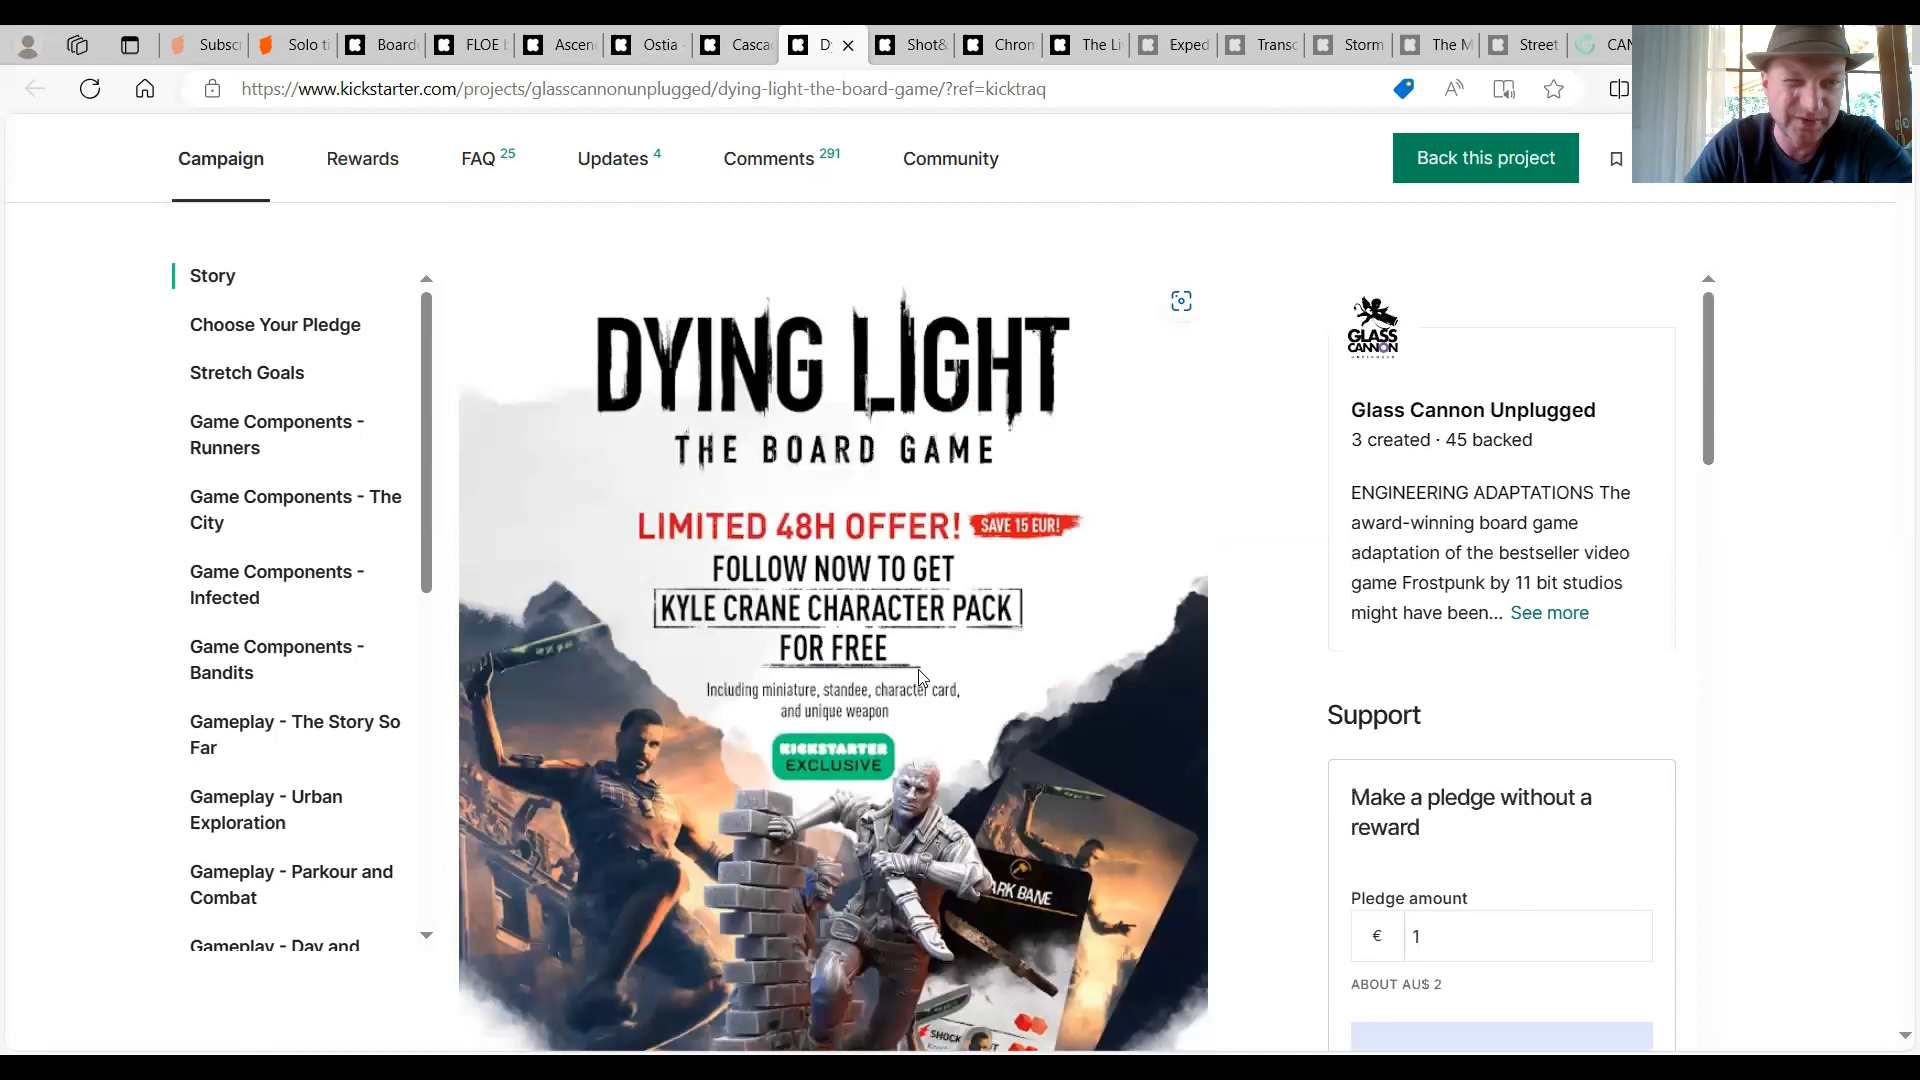 Subscr
Solo ti
Board
FLOE
Ascen
Ostia
Casca
D
Shot&
Chron
The Li
Exped
Transc
Storm
The M
Street
CAN
https://www.kickstarter.com/projects/glasscannonunplugged/dying-light-the-board-game/?ref=kicktraq
Campaign
Rewards
FAQ 25
Updates 4
Comments 291
Community
Back this project
Story
Choose Your Pledge
Stretch Goals
Game Components -
Runners
Game Components - The
City
Game Components -
Infected
Game Components -
Bandits
Gameplay - The Story So
Far
Gameplay - Urban
Exploration
Gameplay - Parkour and
Combat
Gameplay - Day and
DYING LIGHT
THE BOARD GAME
LIMITED 48H OFFER! SAVE 15 EUR!
FOLLOW NOW TO GET
KYLE CRANE CHARACTER PACK
FOR FREE
Including miniature, standee, character card,
and unique weapon
KICKSTARTER
EXCLUSIVE
ARK BANE
SHOCK
GLASS
CANNON
UNPLUGGED
Glass Cannon Unplugged
3 created · 45 backed
ENGINEERING ADAPTATIONS The
award-winning board game
adaptation of the bestseller video
game Frostpunk by 11 bit studios
might have been... See more
Support
Make a pledge without a
reward
Pledge amount
€ 1
ABOUT AU$ 2